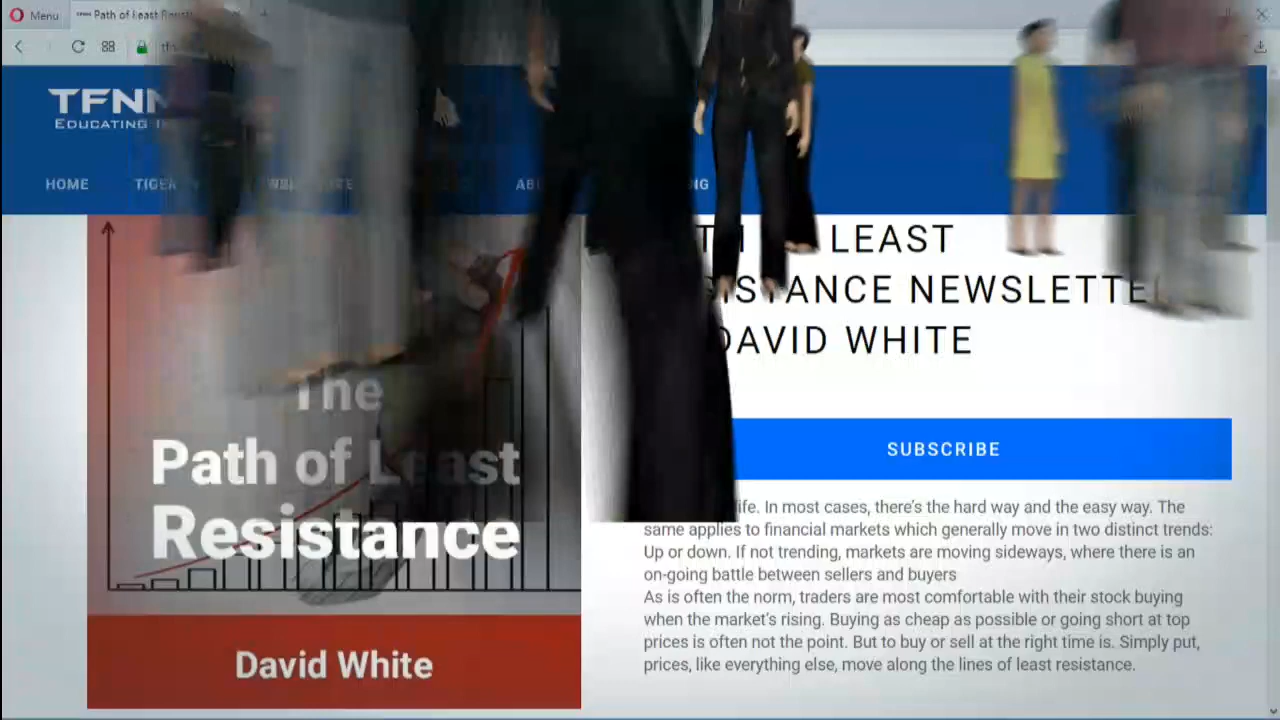 Menu
Path of Least Resist
88
TFNN
EDUCATING I
HOME
TIGER
ING
LEAST
ISTANCE NEWSLETTE
DAVID WHITE
The
Path of Least
Resistance
David White
SUBSCRIBE
life. In most cases, there's the hard way and the easy way. The
same applies to financial markets which generally move in two distinct trends:
Up or down. If not trending, markets are moving sideways, where there is an
on-going battle between sellers and buyers
As is often the norm, traders are most comfortable with their stock buying
when the market's rising. Buying as cheap as possible or going short at top
prices is often not the point. But to buy or sell at the right time is. Simply put,
prices, like everything else, move along the lines of least resistance.